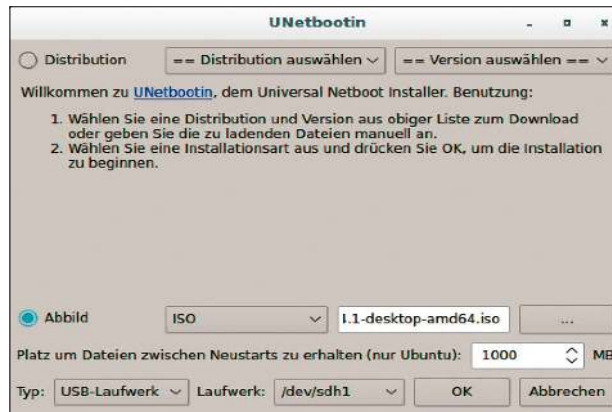 UNetbootin
Distribution == Distribution auswählen == Version auswählen ==
Willkommen zu UNetbootin, dem Universal Netboot Installer. Benutzung:
1. Wählen Sie eine Distribution und Version aus obiger Liste zum Download
oder geben Sie die zu ladenden Dateien manuell an.
2. Wählen Sie eine Installationsart aus und drücken Sie OK, um die Installation
zu beginnen.
Abbild ISO .1-desktop-amd64.iso ...
Platz um Dateien zwischen Neustarts zu erhalten (nur Ubuntu): 1000 MB
Typ: USB-Laufwerk Laufwerk: /dev/sdh1 OK Abbrechen